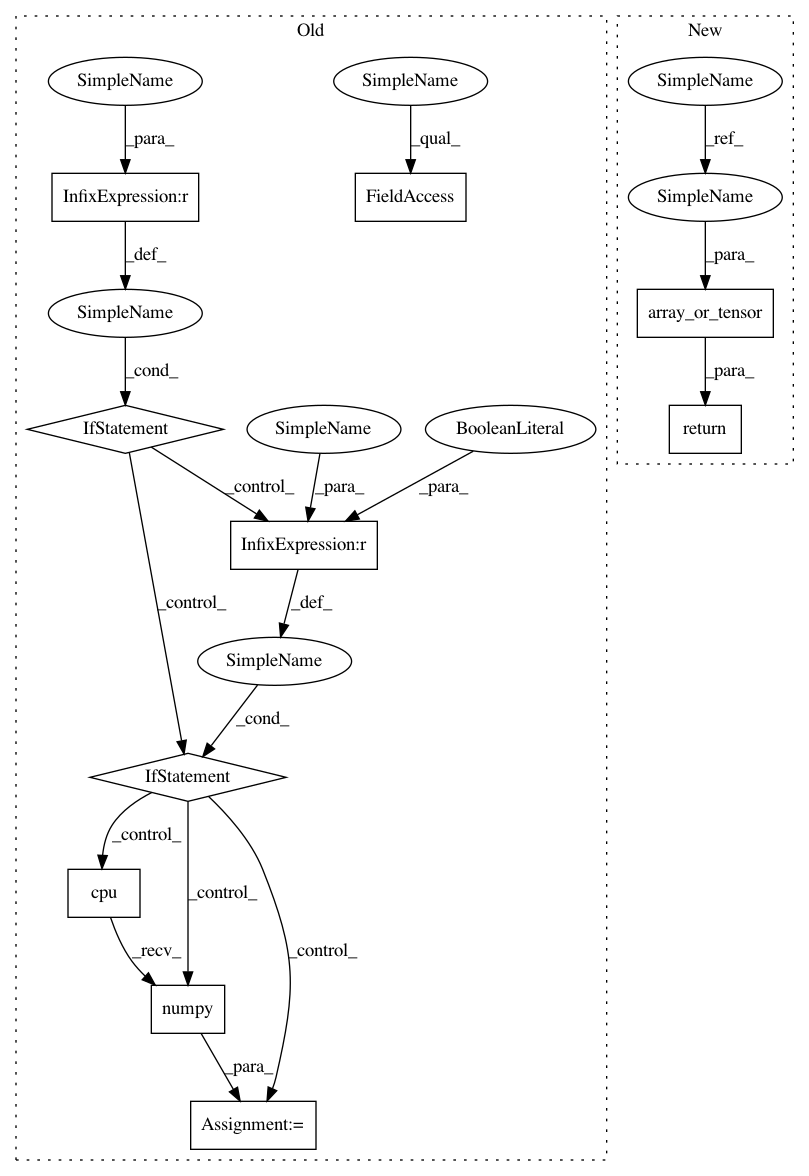 Old
New
SimpleName
SimpleName
SimpleName
_para_
_qual_
_ref_
InfixExpression:r
FieldAccess
SimpleName
_def_
_para_
SimpleName
array_or_tensor
_cond_
_para_
IfStatement
SimpleName
BooleanLiteral
return
_control_
_para_
_para_
InfixExpression:r
_control_
_def_
SimpleName
_cond_
IfStatement
_control_
_control_
_control_
cpu
_recv_
numpy
_para_
Assignment:=